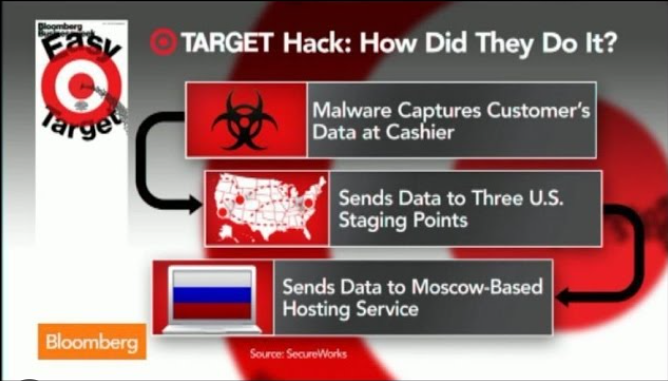 Bloomberg
Businessweek
Easy
Target
TARGET Hack: How Did They Do It?
Malware Captures Customer's
Data at Cashier
Sends Data to Three U.S.
Staging Points
Sends Data to Moscow-Based
Hosting Service
Bloomberg
Source: SecureWorks